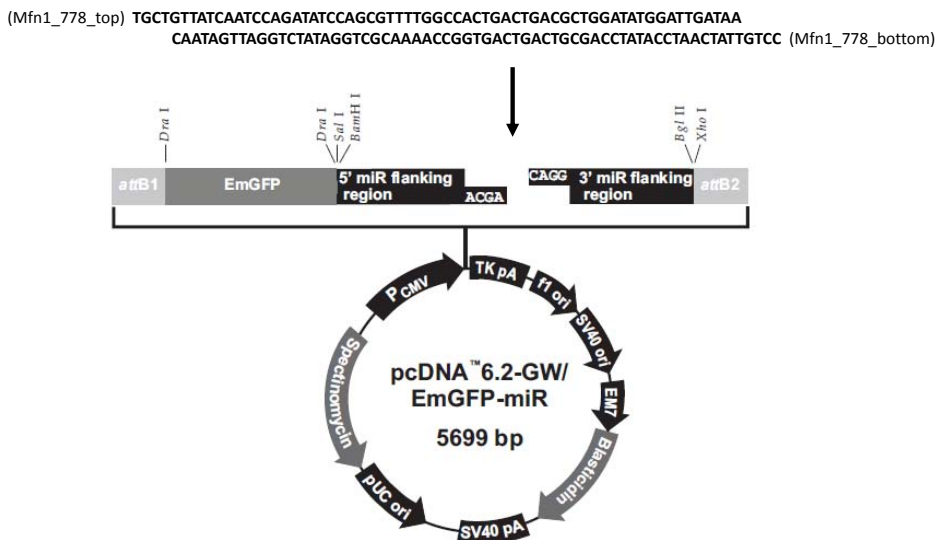 (Mfn1_778_top) TGCTGTTATCAATCCAGATATCCAGCGTTTTGGCCACTGACTGACGCTGGATATGGATTGATAA
CAATAGTTAGGTCTATAGGTCGCAAAACCGGTGACTGACTGCGACCTATACCTAACTATTGTCC (Mfn1_778_bottom)
Dra I
Dra I
Sal I
BamH I
Bgl II
Xho I
attB1
EmGFP
5' miR flanking
region
ACGA
CAGG
3' miR flanking
region
attB2
PCMV
TK pA
f1 ori
SV40 ori
EM7
Blasticidin
SV40 pA
pUC ori
Spectinomycin
pcDNA™6.2-GW/
EmGFP-miR
5699 bp